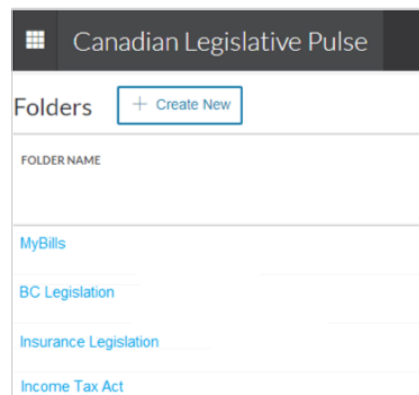 Canadian Legislative Pulse
Folders
+ Create New
FOLDER NAME
MyBills
BC Legislation
Insurance Legislation
Income Tax Act